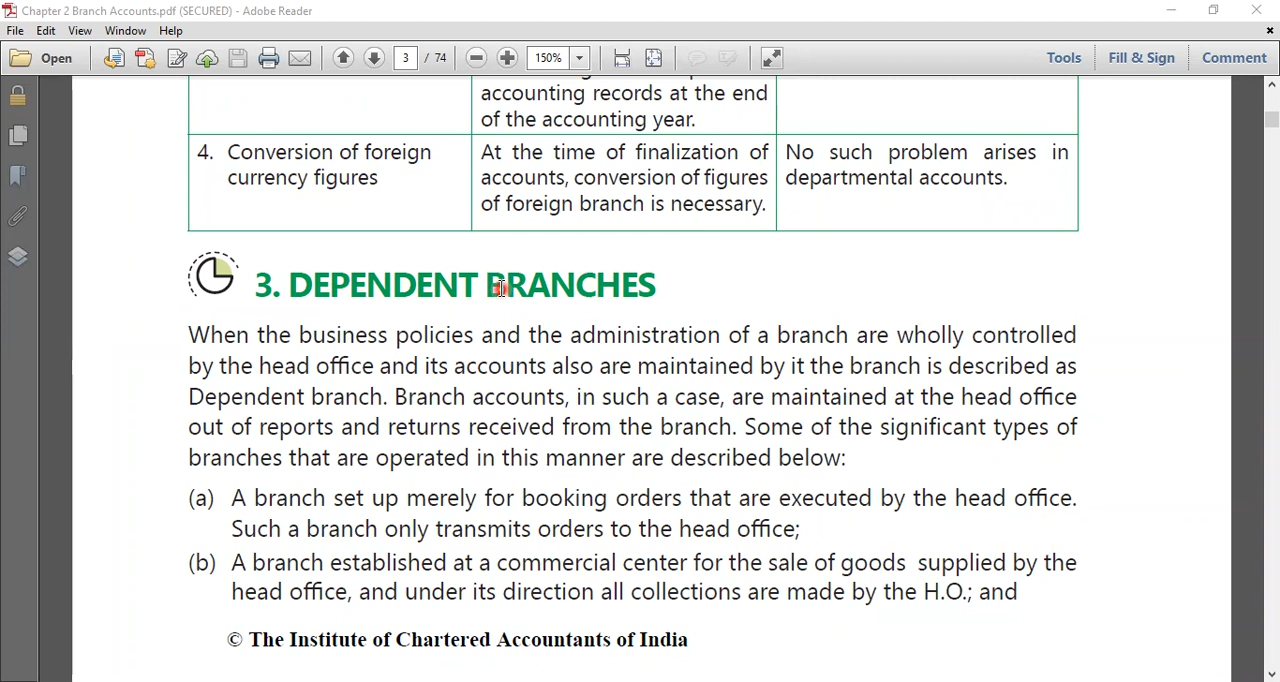 Chapter 2 Branch Accounts.pdf (SECURED) - Adobe Reader
File Edit View Window Help
Open 3 / 74 150% Tools Fill & Sign Comment
accounting records at the end
of the accounting year.
4. Conversion of foreign
currency figures
At the time of finalization of
accounts, conversion of figures
of foreign branch is necessary.
No such problem arises in
departmental accounts.
3. DEPENDENT BRANCHES
When the business policies and the administration of a branch are wholly controlled
by the head office and its accounts also are maintained by it the branch is described as
Dependent branch. Branch accounts, in such a case, are maintained at the head office
out of reports and returns received from the branch. Some of the significant types of
branches that are operated in this manner are described below:
(a) A branch set up merely for booking orders that are executed by the head office.
Such a branch only transmits orders to the head office;
(b) A branch established at a commercial center for the sale of goods supplied by the
head office, and under its direction all collections are made by the H.O.; and
© The Institute of Chartered Accountants of India